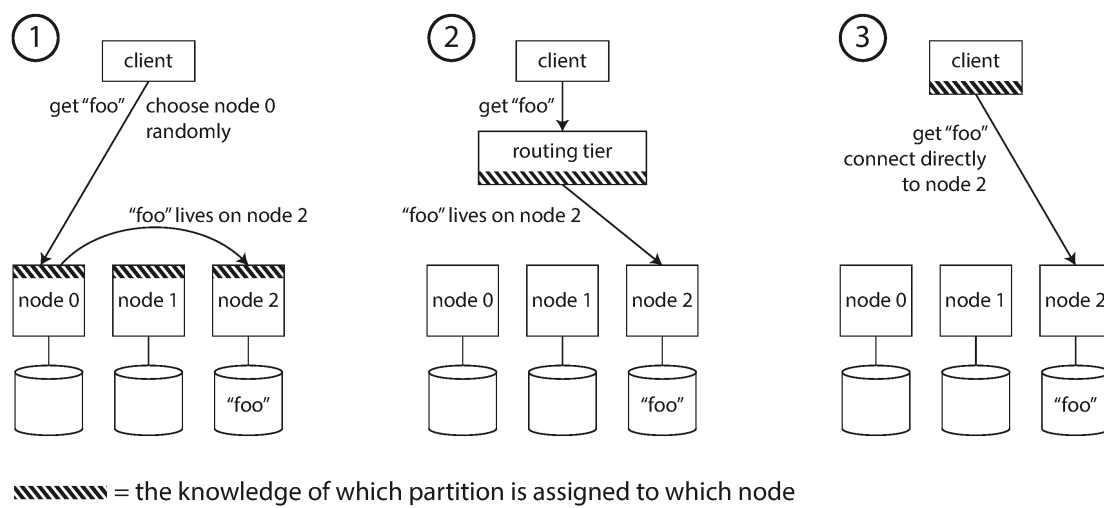 1
client
get “foo”
choose node 0
randomly
“foo” lives on node 2
node 0
node 1
node 2
“foo”
2
client
get “foo”
routing tier
“foo” lives on node 2
node 0
node 1
node 2
“foo”
3
client
get “foo”
connect directly
to node 2
node 0
node 1
node 2
“foo”
= the knowledge of which partition is assigned to which node